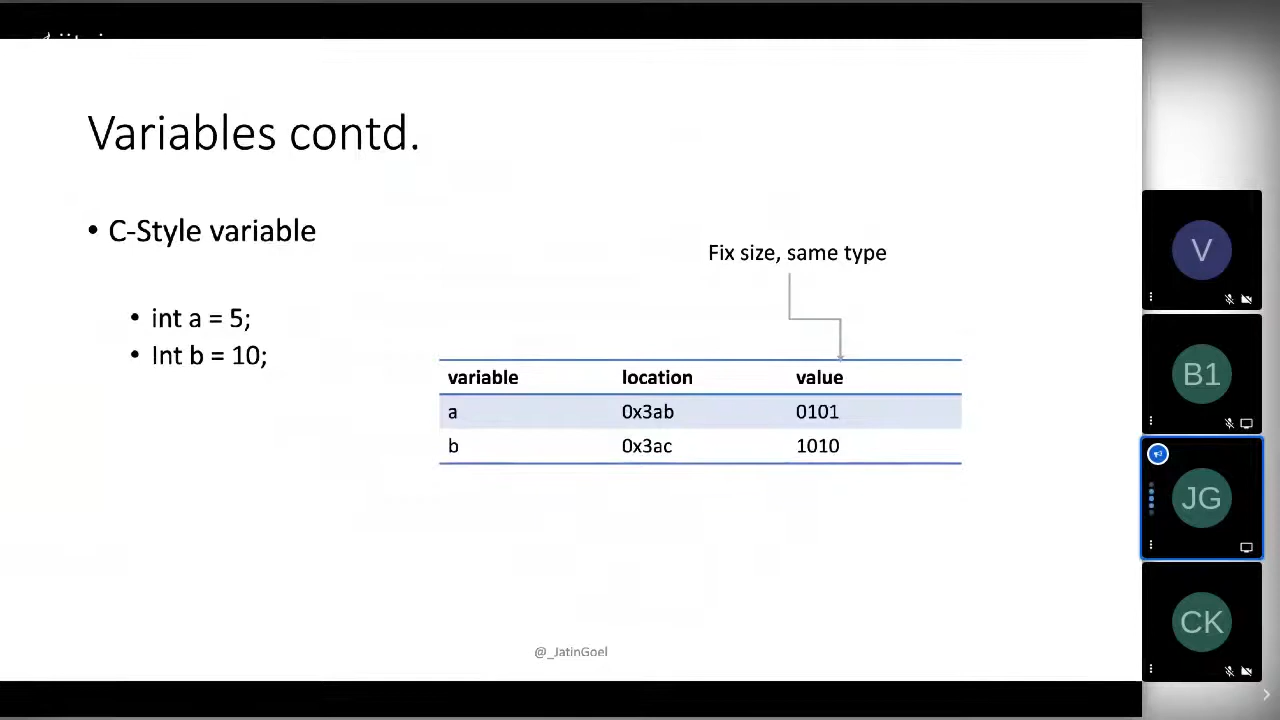 Variables contd.
• C-Style variable
Fix size, same type
• int a = 5;
• Int b = 10;
variable location value
a 0x3ab 0101
b 0x3ac 1010
@_JatinGoel
V
B1
JG
CK